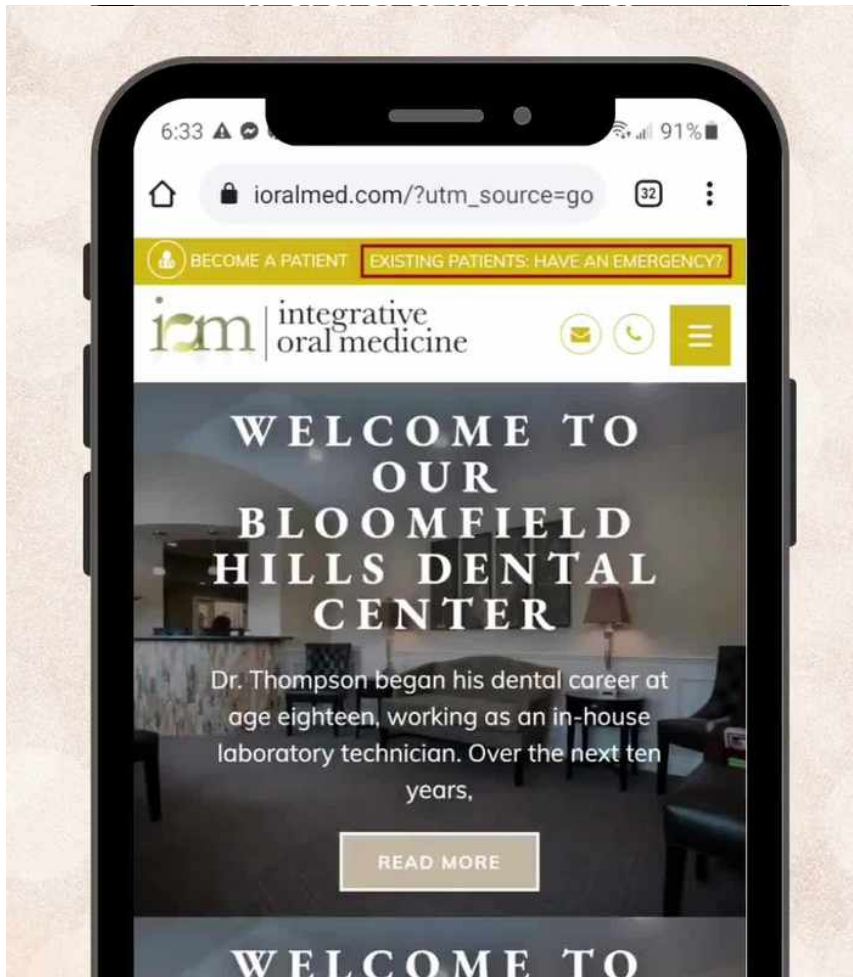 6:33
91%
ioralmed.com/?utm_source=go
32
BECOME A PATIENT
EXISTING PATIENTS: HAVE AN EMERGENCY?
iom
integrative
oral medicine
WELCOME TO
OUR
BLOOMFIELD
HILLS DENTAL
CENTER
Dr. Thompson began his dental career at
age eighteen, working as an in-house
laboratory technician. Over the next ten
years,
READ MORE
WELCOME TO